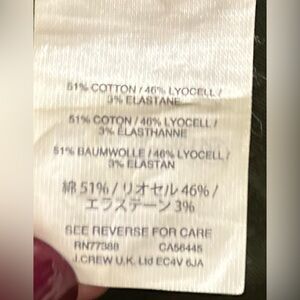 51% COTTON / 46% LYOCELL /
3% ELASTANE
51% COTON / 46% LYOCELL /
3% ÉLASTHANNE
51% BAUMWOLLE / 46% LYOCELL /
3% ELASTAN
綿 51% / リオセル 46% /
エラステーン 3%
SEE REVERSE FOR CARE
RN77388 CA56445
J.CREW U.K. Ltd EC4V 6JA